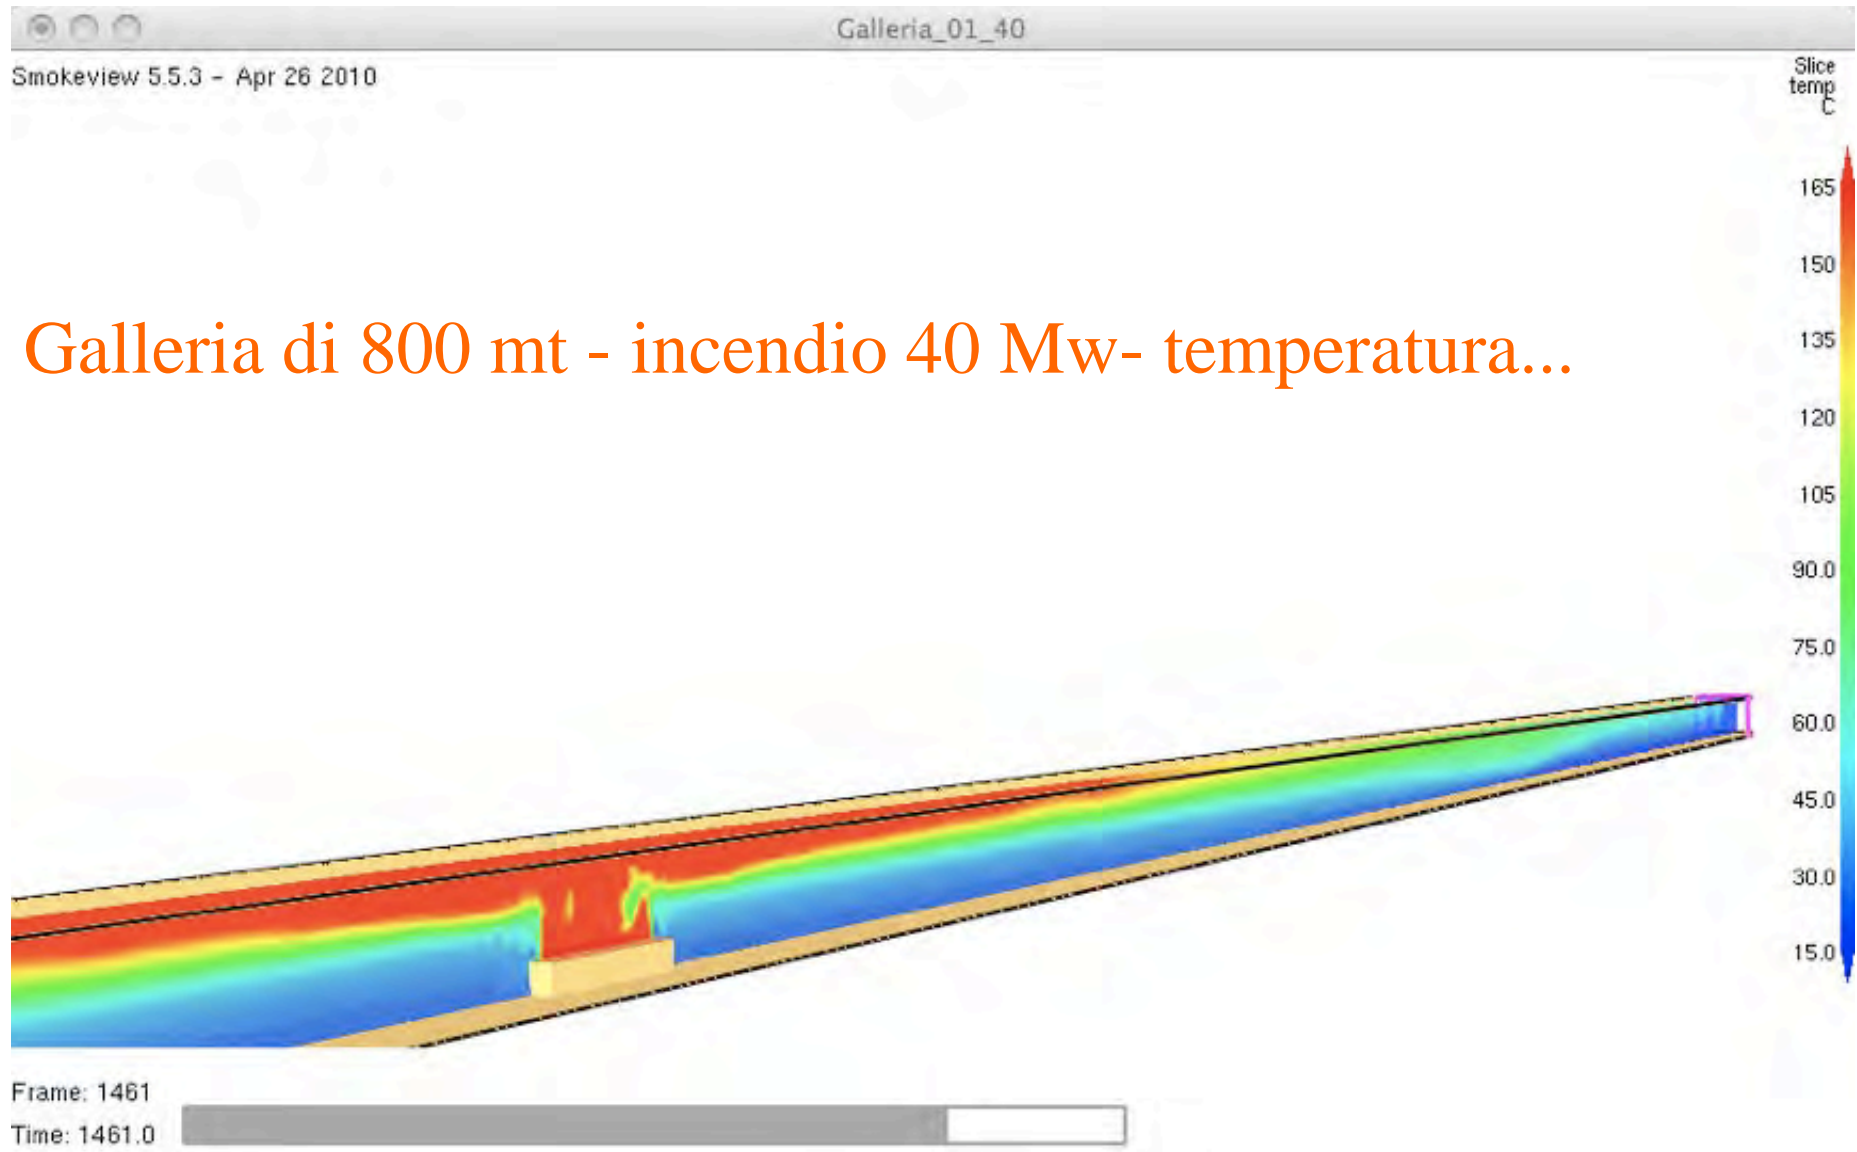 Galleria_01_40
Smokeview 5.5.3 - Apr 26 2010
Slice
temp
C
165
150
Galleria di 800 mt - incendio 40 Mw- temperatura...
135
120
105
90.0
75.0
60.0
45.0
30.0
15.0
Frame: 1461
Time: 1461.0